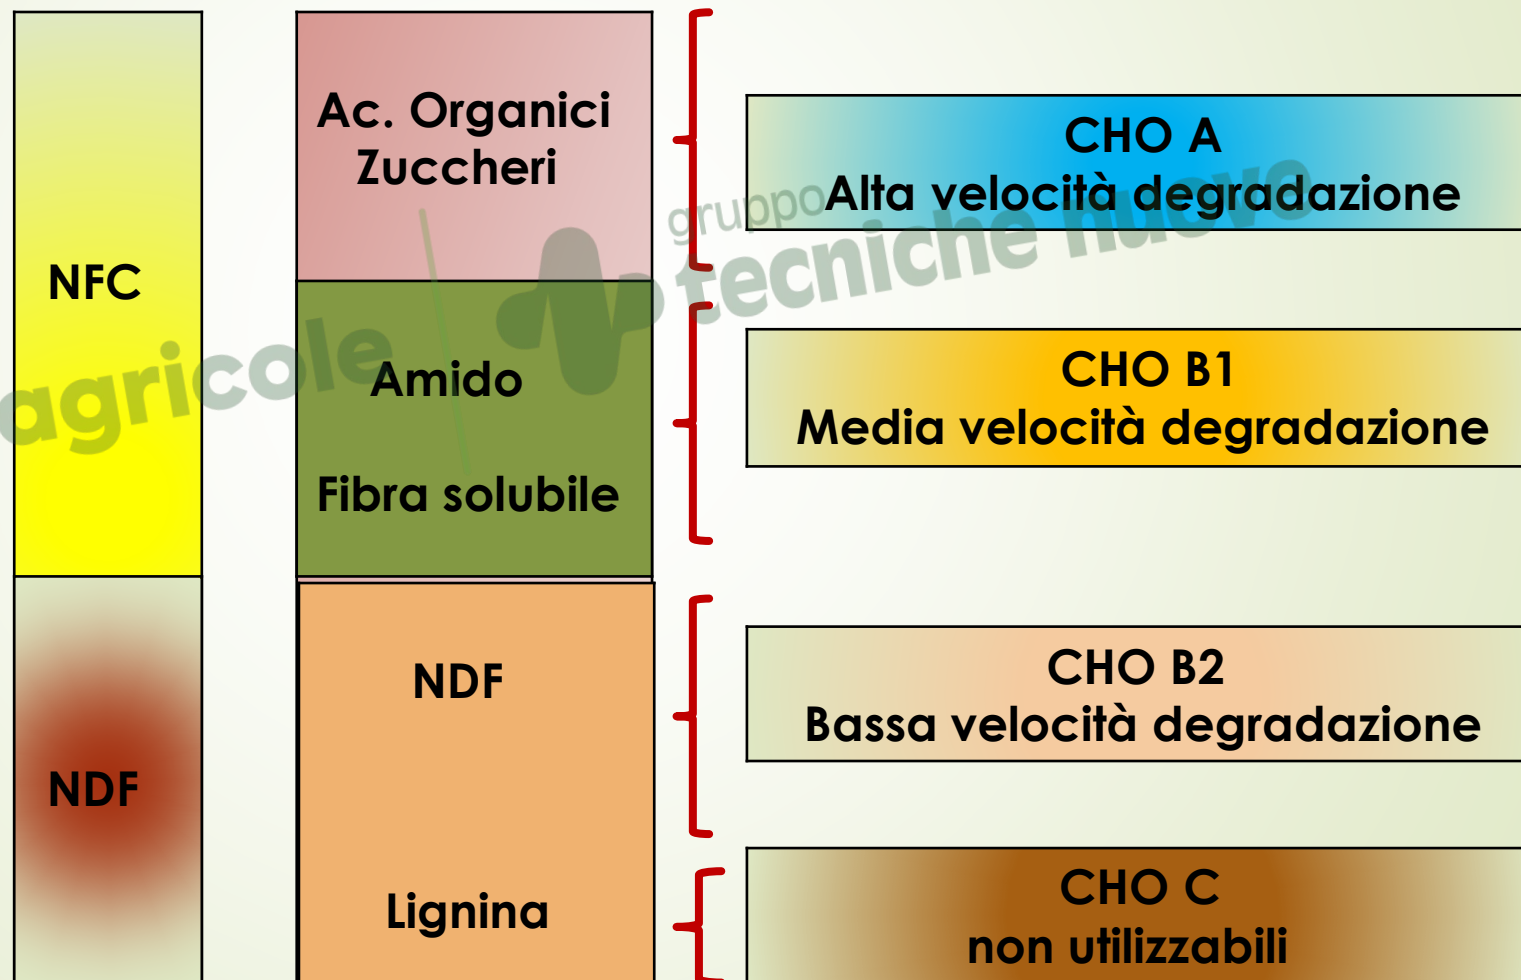 NFC
NDF
Ac. Organici
Zuccheri
Amido
Fibra solubile
NDF
Lignina
CHO A
Alta velocità degradazione
CHO B1
Media velocità degradazione
CHO B2
Bassa velocità degradazione
CHO C
non utilizzabili
agricole
gruppo
tecniche nuove